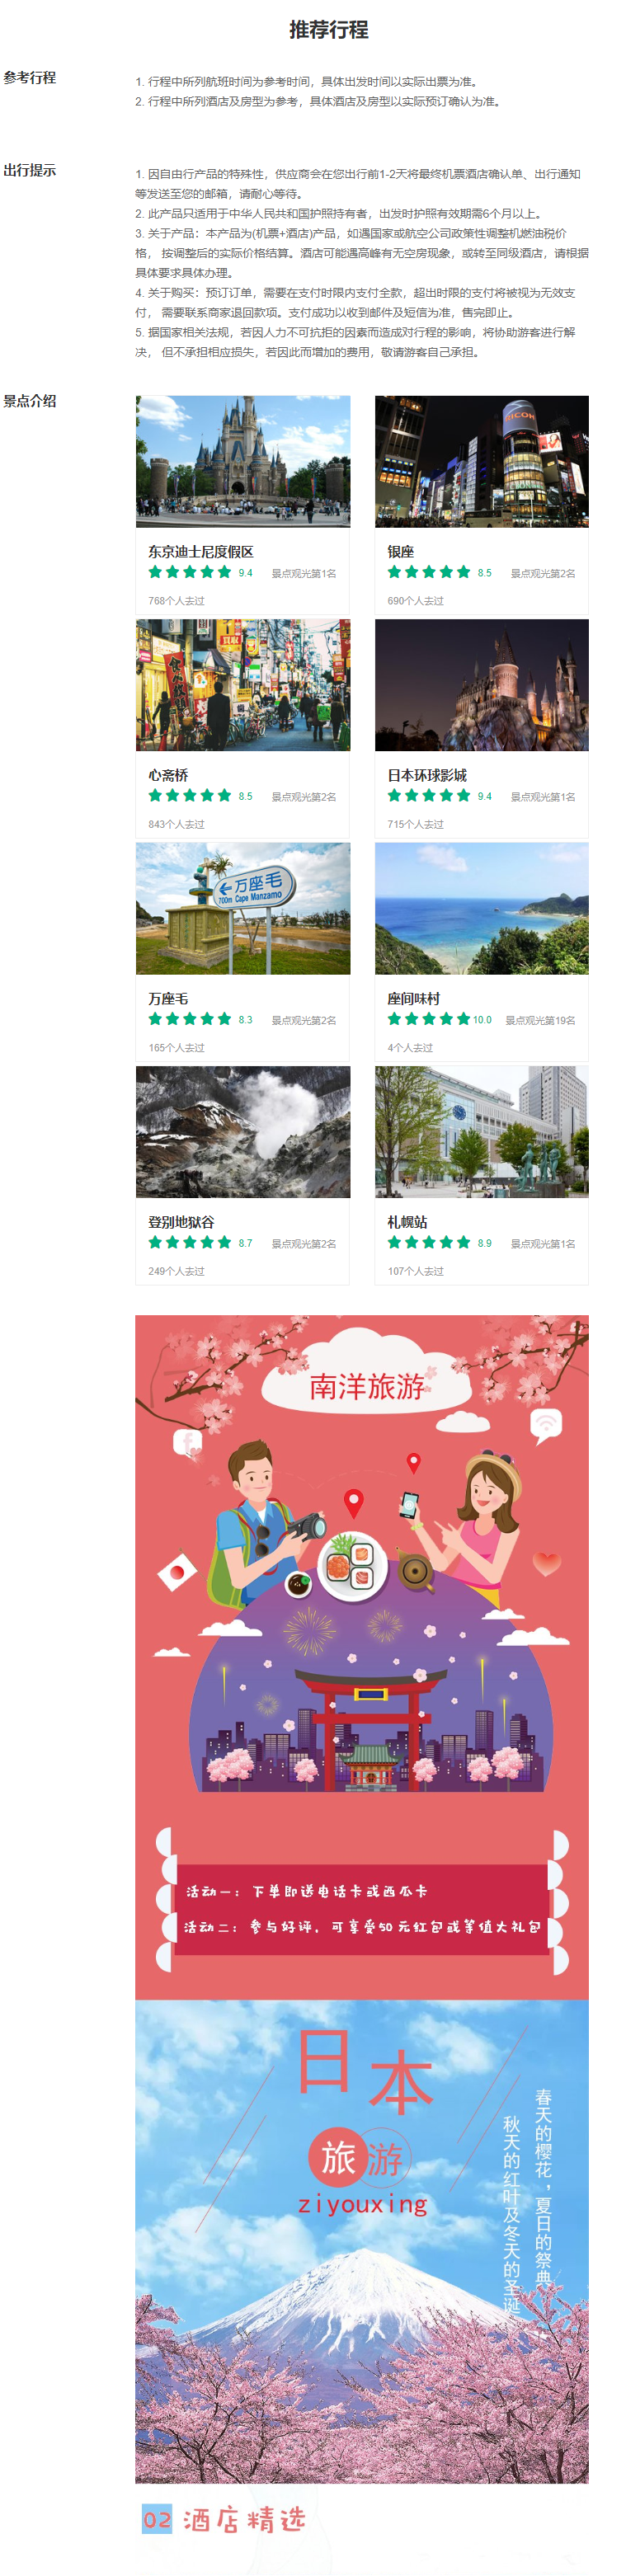 推荐行程
参考行程
1. 行程中所列航班时间为参考时间，具体出发时间以实际出票为准。
2. 行程中所列酒店及房型为参考，具体酒店及房型以实际预订确认为准。
出行提示
1. 因自由行产品的特殊性，供应商会在您出行前1-2天将最终机票酒店确认单、出行通知
等发送至您的邮箱，请耐心等待。
2. 此产品只适用于中华人民共和国护照持有者，出发时护照有效期需6个月以上。
3. 关于产品：本产品为(机票+酒店)产品，如遇国家或航空公司政策性调整机燃油税价
格， 按调整后的实际价格结算。酒店可能遇高峰有无空房现象，或转至同级酒店，请根据
具体要求具体办理。
4. 关于购买：预订订单，需要在支付时限内支付全款，超出时限的支付将被视为无效支
付， 需要联系商家退回款项。支付成功以收到邮件及短信为准，售完即止。
5. 据国家相关法规，若因人力不可抗拒的因素而造成对行程的影响，将协助游客进行解
决， 但不承担相应损失，若因此而增加的费用，敬请游客自己承担。
景点介绍
RICOH
东京迪士尼度假区
9.4 景点观光第1名
768个人去过
银座
8.5 景点观光第2名
690个人去过
心斋桥
8.5 景点观光第2名
843个人去过
日本环球影城
9.4 景点观光第1名
715个人去过
万座毛
700m Cape Manzamo
万座毛
8.3 景点观光第2名
165个人去过
座间味村
10.0 景点观光第19名
4个人去过
登别地狱谷
8.7 景点观光第2名
249个人去过
札幌站
8.9 景点观光第1名
107个人去过
南洋旅游
活动一：下单即送电话卡或西瓜卡
活动二：参与好评，可享受50元红包或等值大礼包
日本
旅游
ziyouxing
春天的樱花，夏日的祭典
秋天的红叶及冬天的圣诞
02 酒店精选